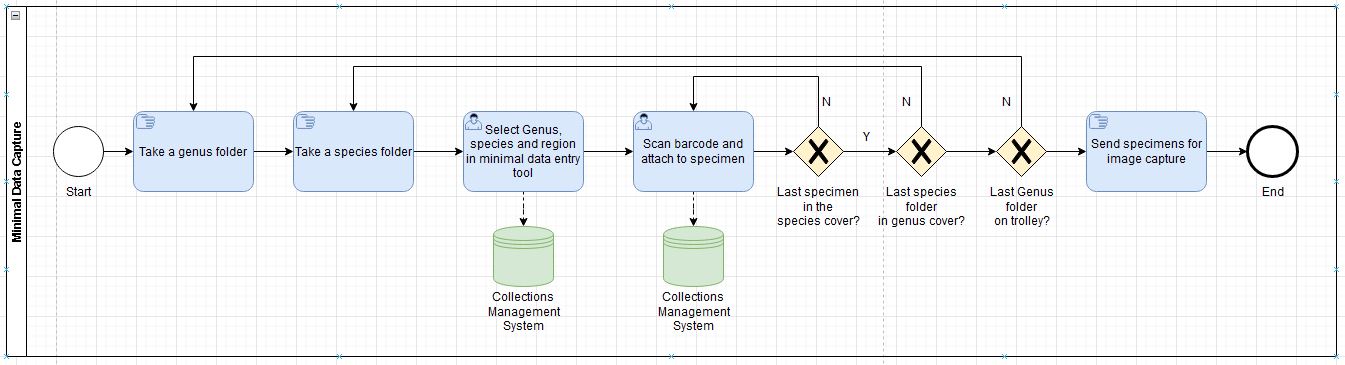 Minimal Data Capture
Start
Take a genus folder
Take a species folder
Select Genus,
species and region
in minimal data entry
tool
Collections
Management
System
Scan barcode and
attach to specimen
Collections
Management
System
N
Last specimen
in the
species cover?
Y
N
Last species
folder
in genus cover?
N
Last Genus
folder
on trolley?
Send specimens for
image capture
End